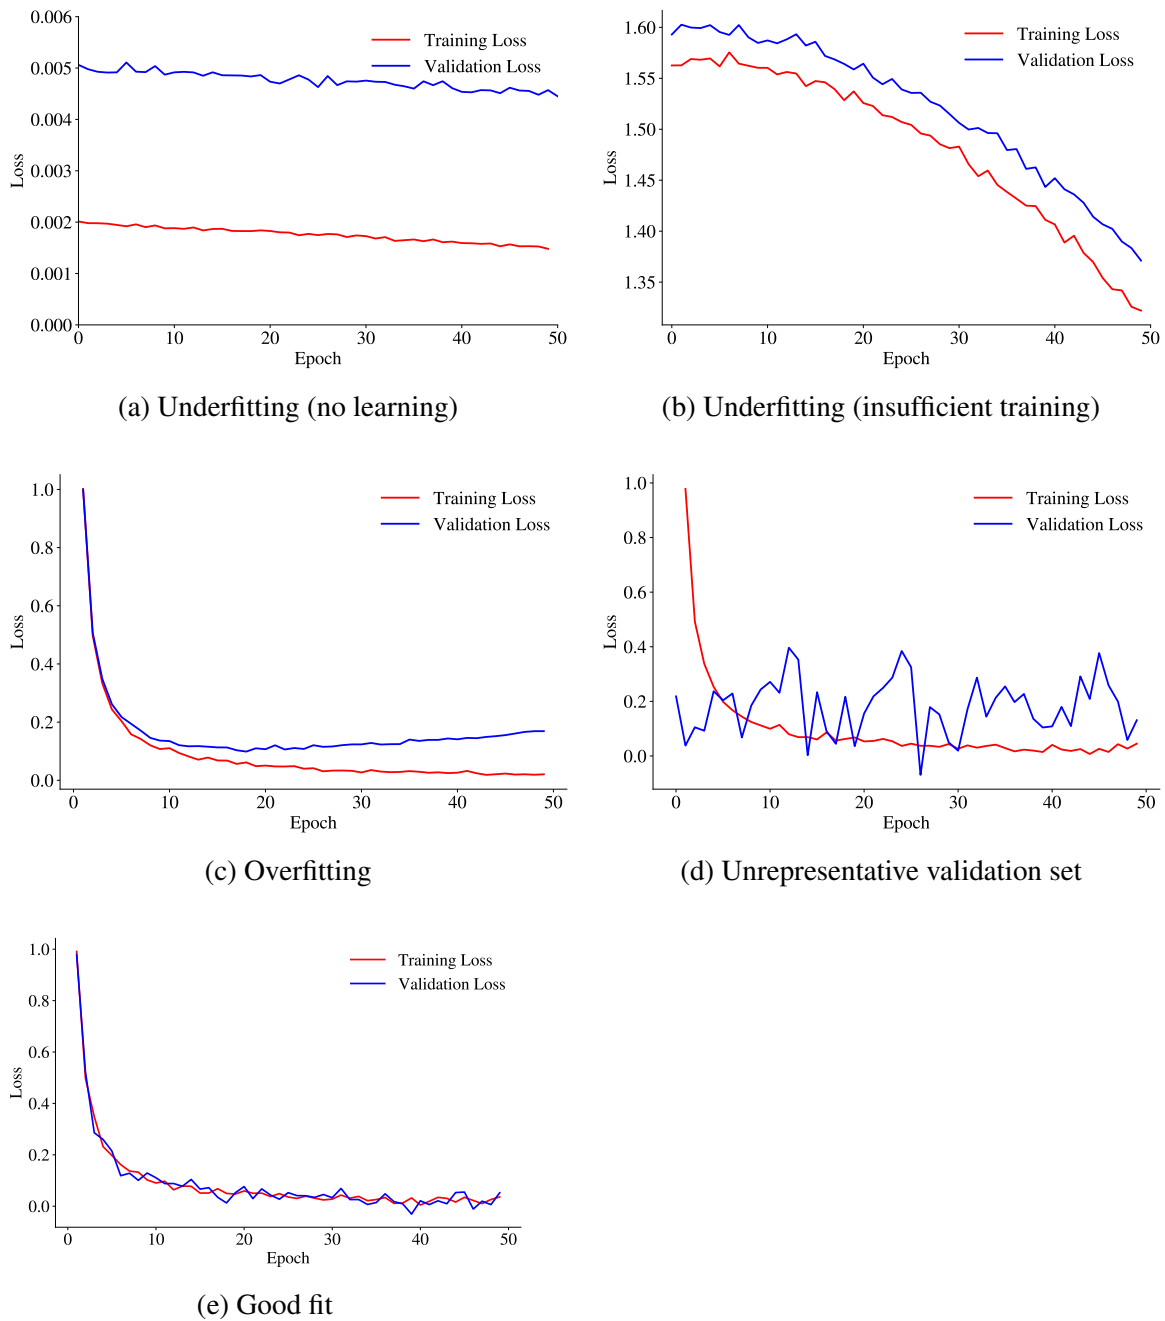 0.006
0.005
0.004
0.003
0.002
0.001
0.000
Loss
0 10 20 30 40 50
Epoch
Training Loss
Validation Loss
(a) Underfitting (no learning)
1.60
1.55
1.50
1.45
1.40
1.35
Loss
0 10 20 30 40 50
Epoch
Training Loss
Validation Loss
(b) Underfitting (insufficient training)
1.0
0.8
0.6
0.4
0.2
0.0
Loss
0 10 20 30 40 50
Epoch
Training Loss
Validation Loss
(c) Overfitting
1.0
0.8
0.6
0.4
0.2
0.0
Loss
0 10 20 30 40 50
Epoch
Training Loss
Validation Loss
(d) Unrepresentative validation set
1.0
0.8
0.6
0.4
0.2
0.0
Loss
0 10 20 30 40 50
Epoch
Training Loss
Validation Loss
(e) Good fit